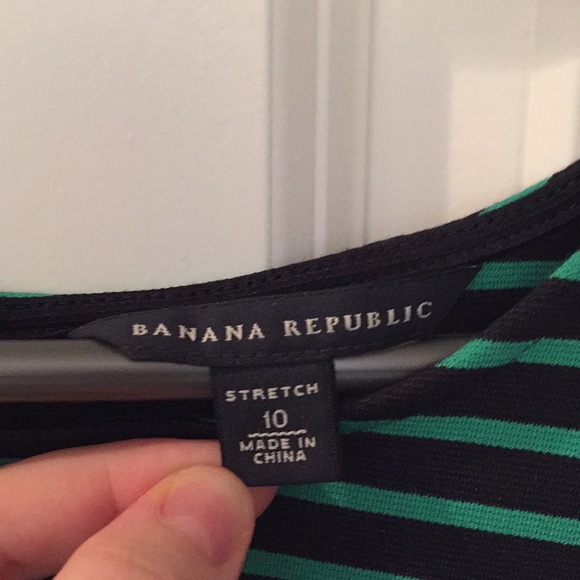 BANANA REPUBLIC
STRETCH
10
MADE IN
CHINA